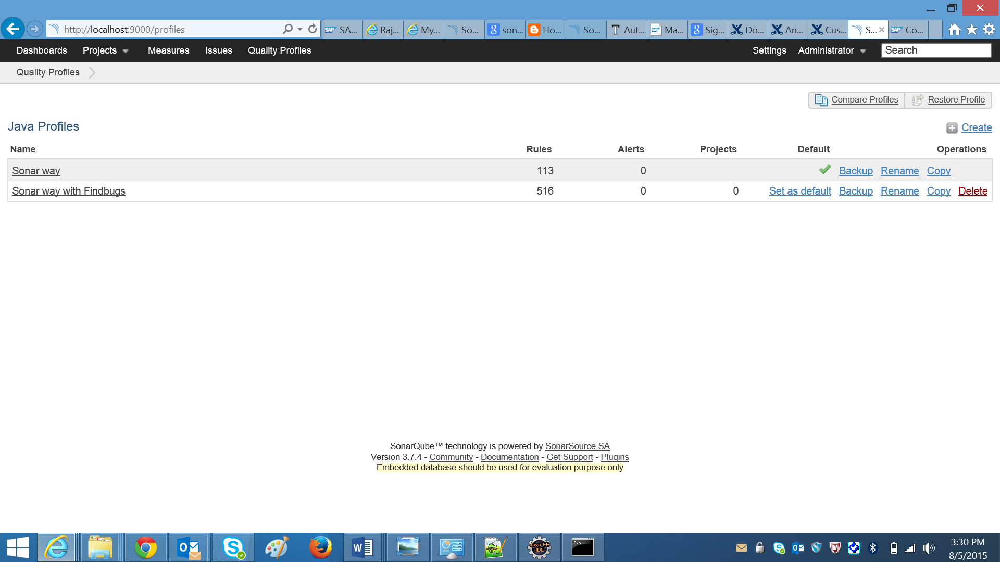 http://localhost:9000/profiles
SA...
Raj...
My...
So...
son...
Ho...
So...
Aut...
Ma...
Sig...
Do...
An...
Cus...
S...
Co...
Dashboards Projects Measures Issues Quality Profiles Settings Administrator Search
Quality Profiles
Compare Profiles Restore Profile
Java Profiles
Create
Name Rules Alerts Projects Default Operations
Sonar way 113 0 Backup Rename Copy
Sonar way with Findbugs 516 0 0 Set as default Backup Rename Copy Delete
SonarQube™ technology is powered by SonarSource SA
Version 3.7.4 - Community - Documentation - Get Support - Plugins
Embedded database should be used for evaluation purpose only
3:30 PM
8/5/2015